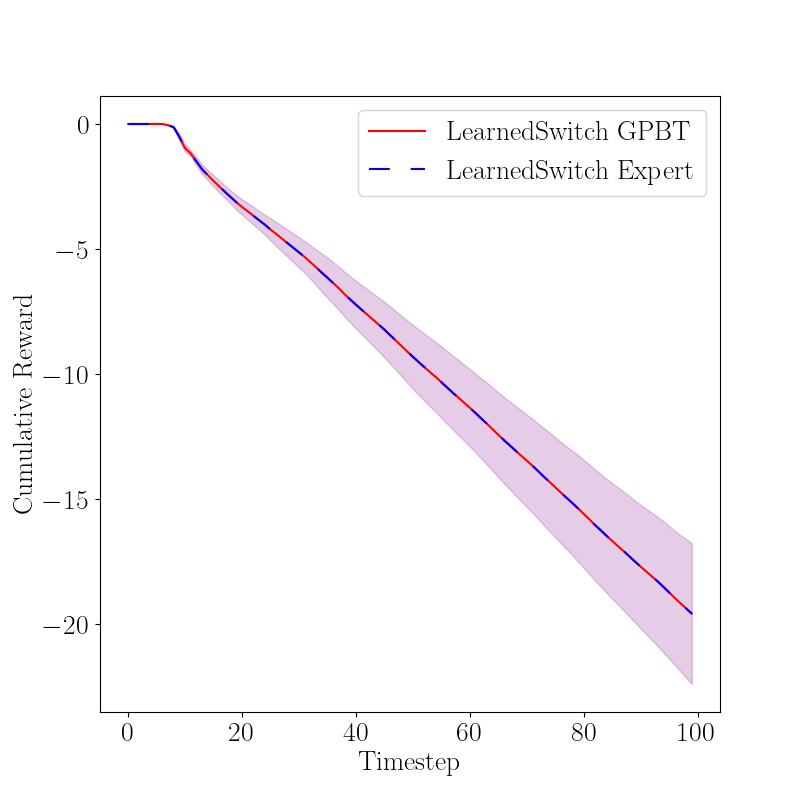 LearnedSwitch GPBT
LearnedSwitch Expert
0
−5
−10
−15
−20
Cumulative Reward
0 20 40 60 80 100
Timestep